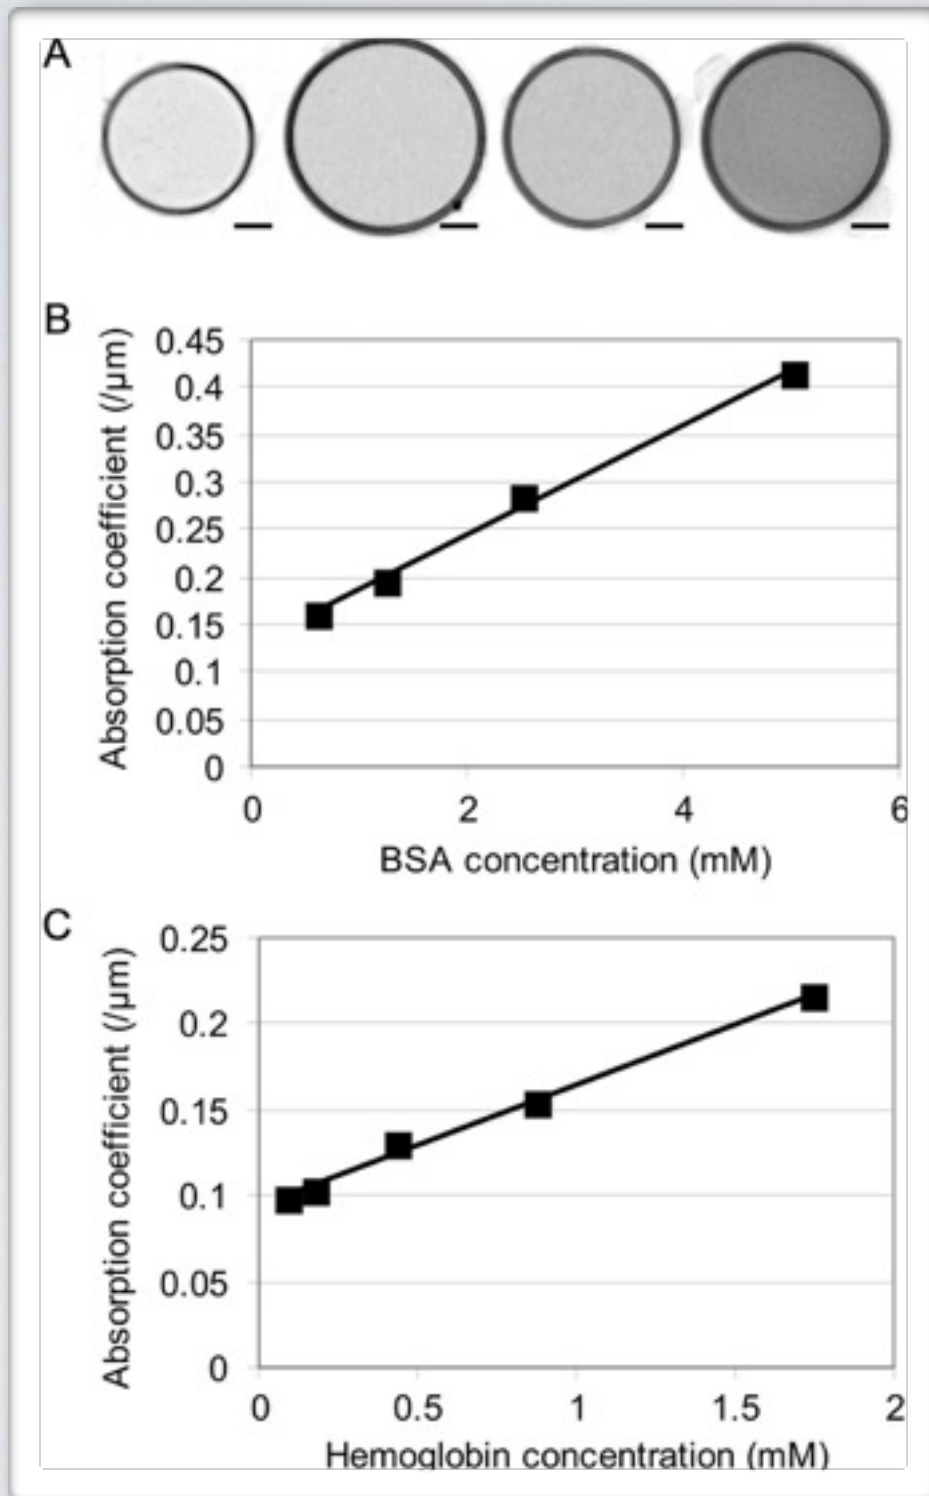 A
B
Absorption coefficient (/µm)
0.45
0.4
0.35
0.3
0.25
0.2
0.15
0.1
0.05
0
0 2 4 6
BSA concentration (mM)
C
Absorption coefficient (/µm)
0.25
0.2
0.15
0.1
0.05
0
0 0.5 1 1.5 2
Hemoglobin concentration (mM)